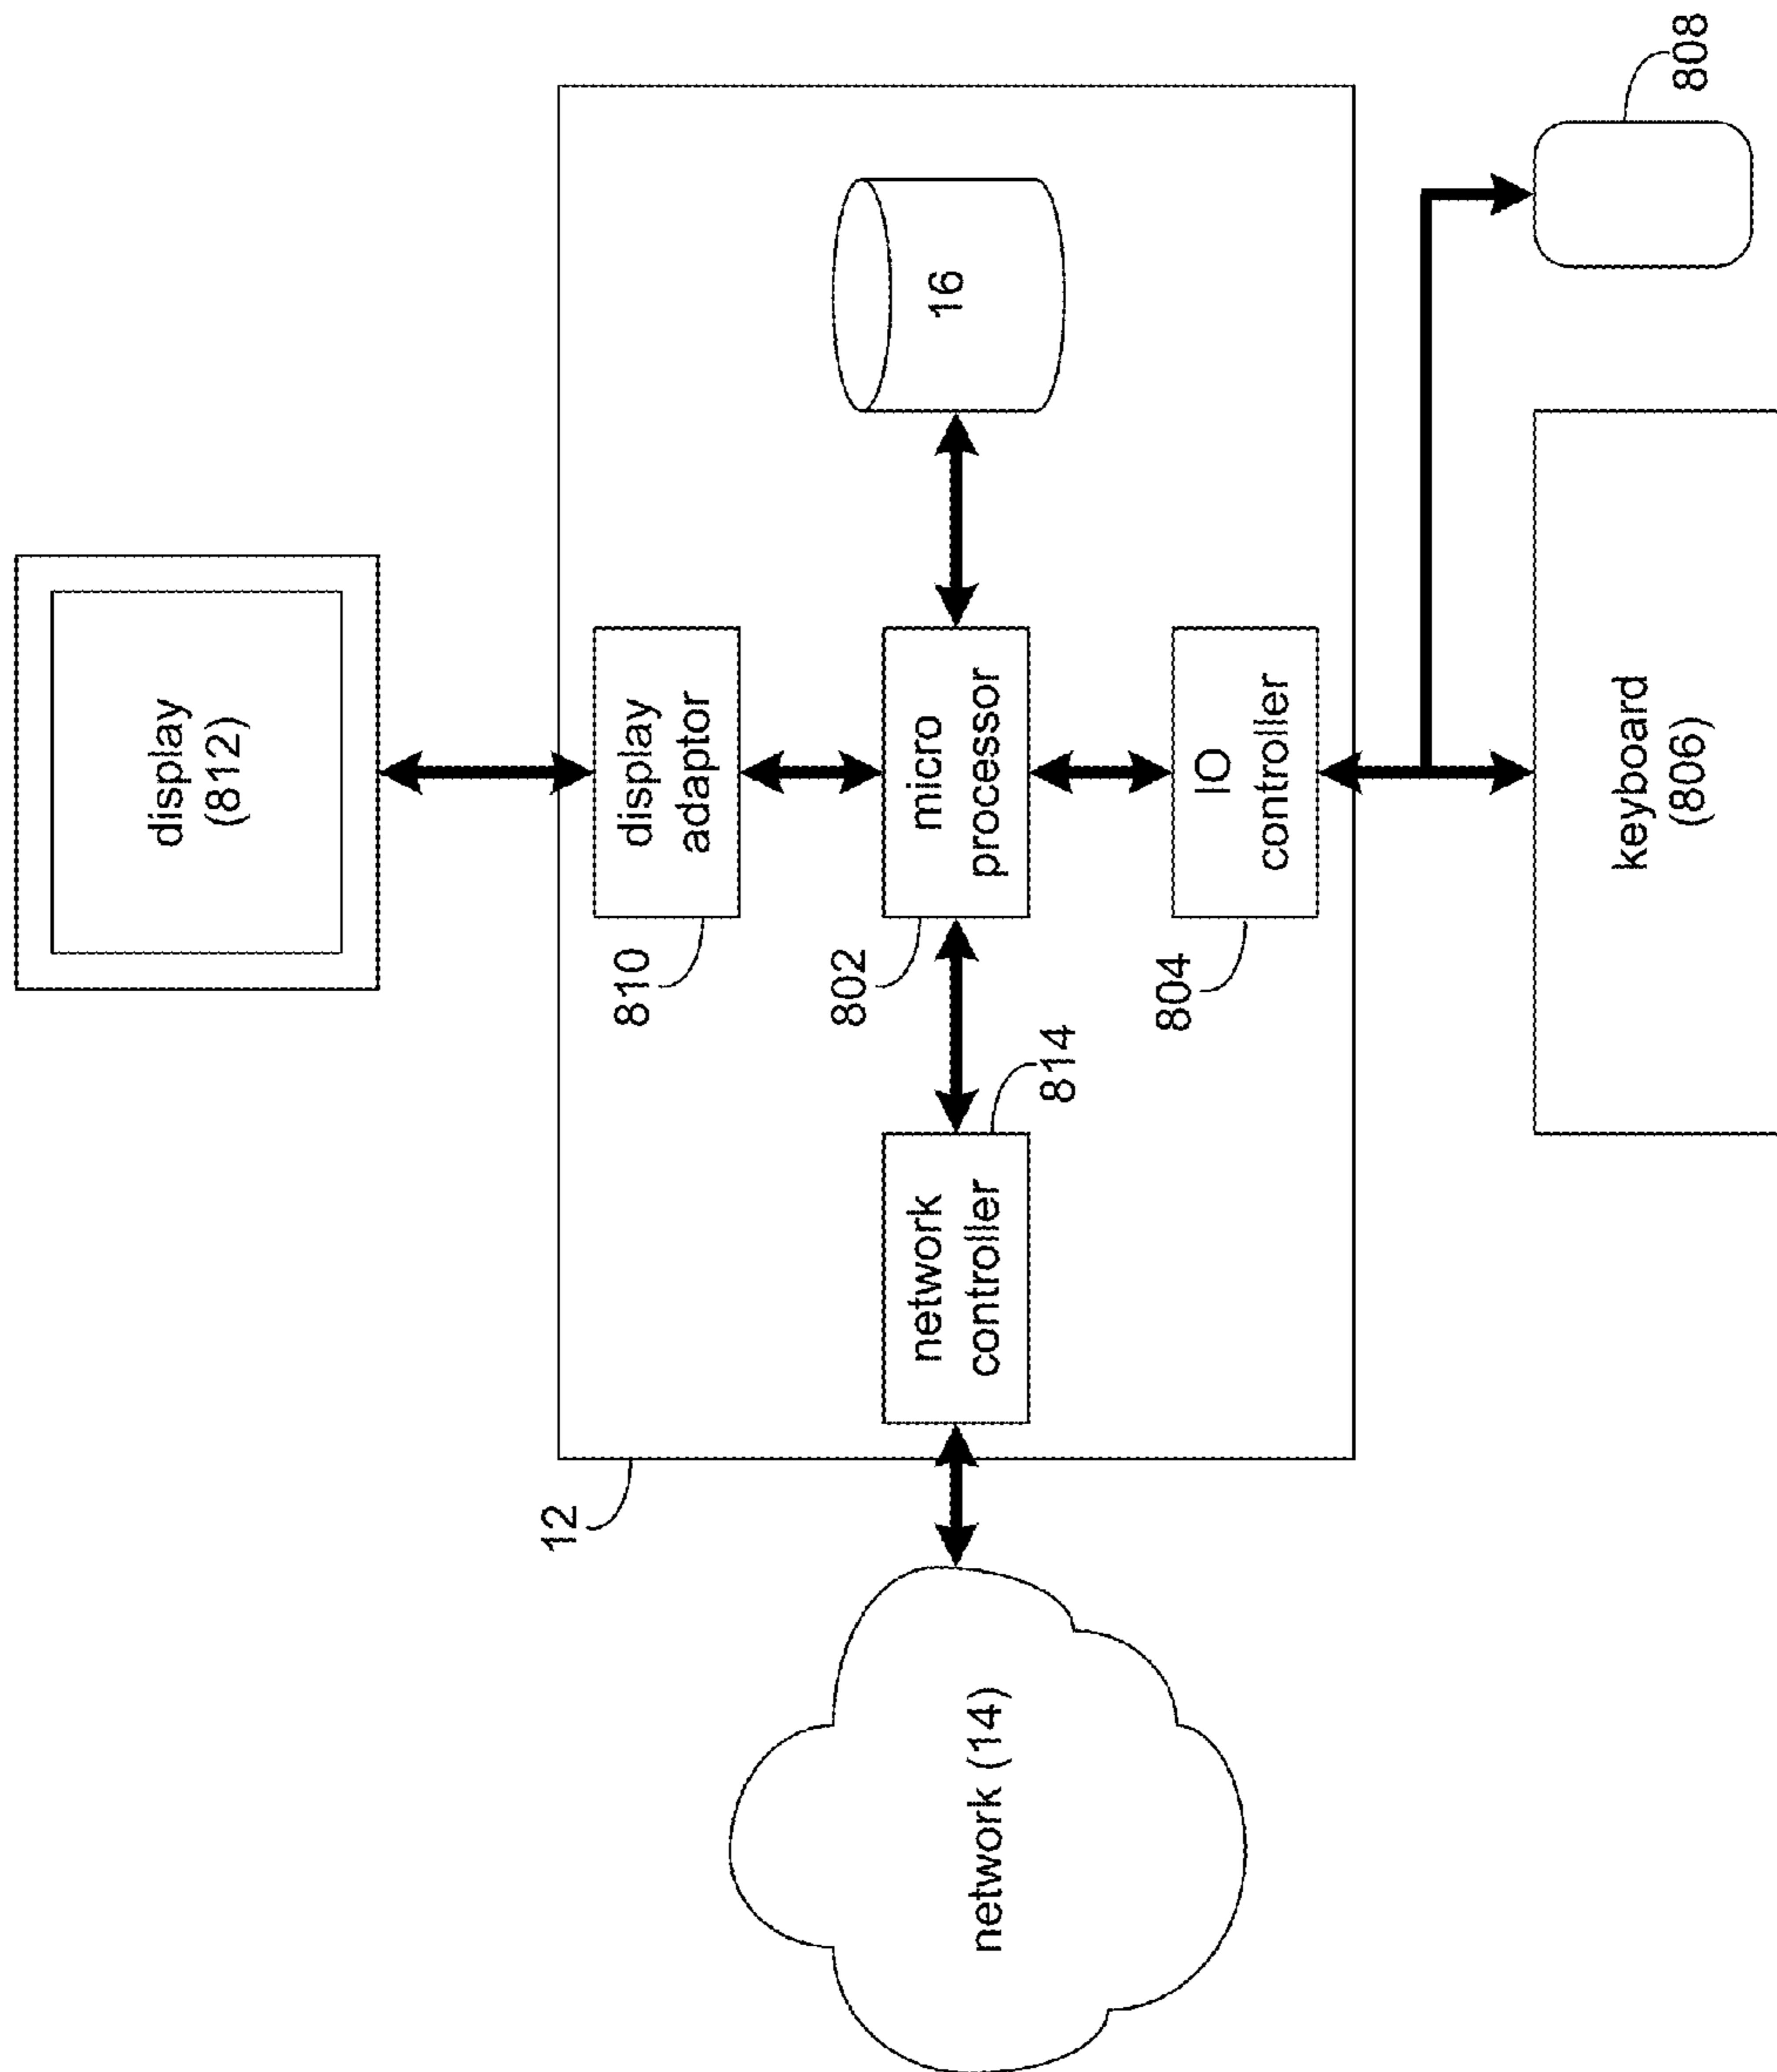 display
(812)
810
display
adaptor
12
network (14)
network
controller
814
802
micro
processor
16
804
IO
controller
keyboard
(806)
808